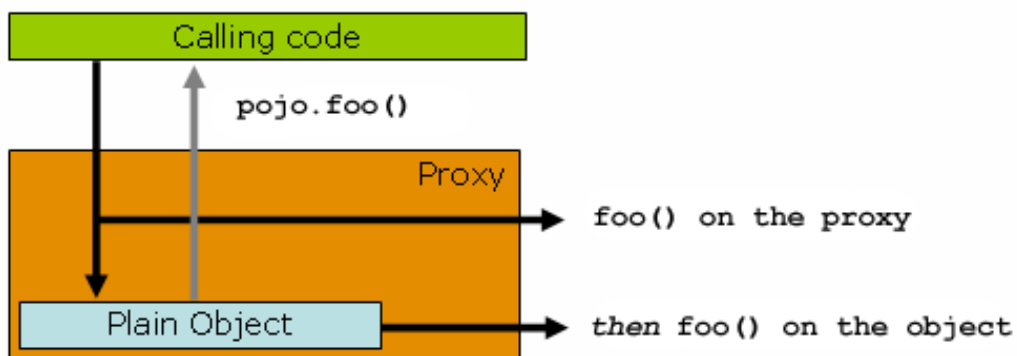 Calling code
pojo.foo()
Proxy
foo() on the proxy
Plain Object
then foo() on the object